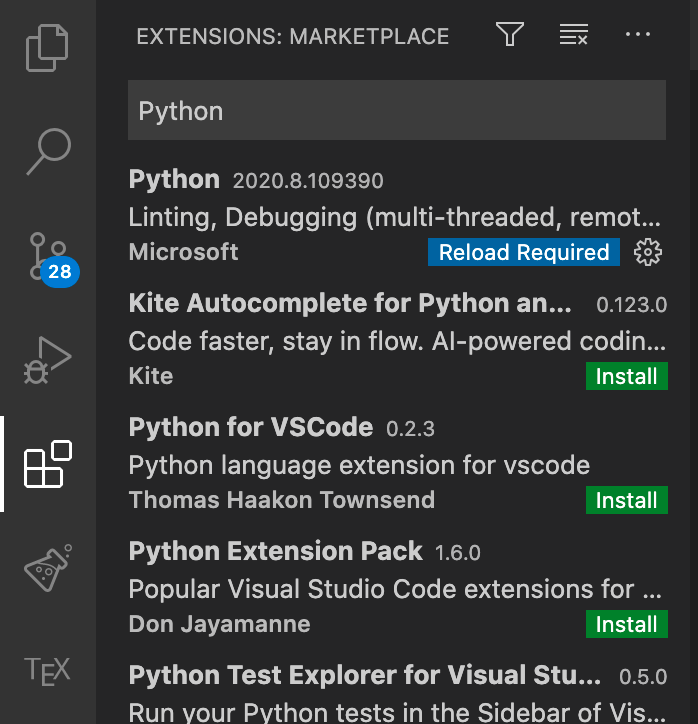 EXTENSIONS: MARKETPLACE
Python
Python 2020.8.109390
Linting, Debugging (multi-threaded, remot...
Microsoft Reload Required
28
Kite Autocomplete for Python an... 0.123.0
Code faster, stay in flow. AI-powered codin...
Kite Install
Python for VSCode 0.2.3
Python language extension for vscode
Thomas Haakon Townsend Install
Python Extension Pack 1.6.0
Popular Visual Studio Code extensions for ...
Don Jayamanne Install
TEX
Python Test Explorer for Visual Stu... 0.5.0
Run your Python tests in the Sidebar of Vis...